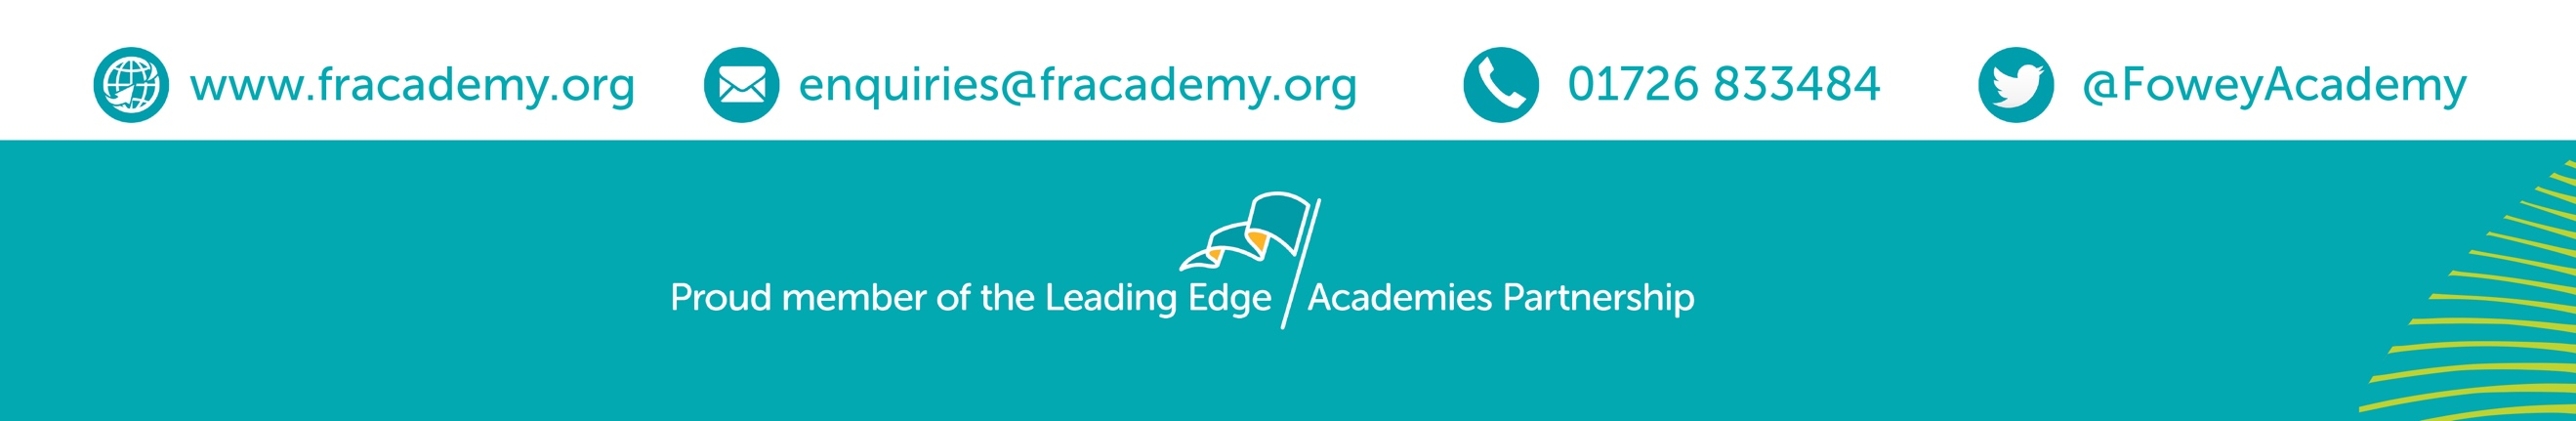 www.fracademy.org enquiries@fracademy.org 01726 833484 @FoweyAcademy
Proud member of the Leading Edge Academies Partnership